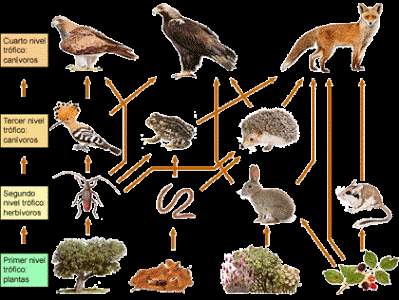 Cuarto nivel
trófico:
carnívoros
Tercer nivel
trófico:
carnívoros
Segundo
nivel trófico:
herbívoros
Primer nivel
trófico:
plantas